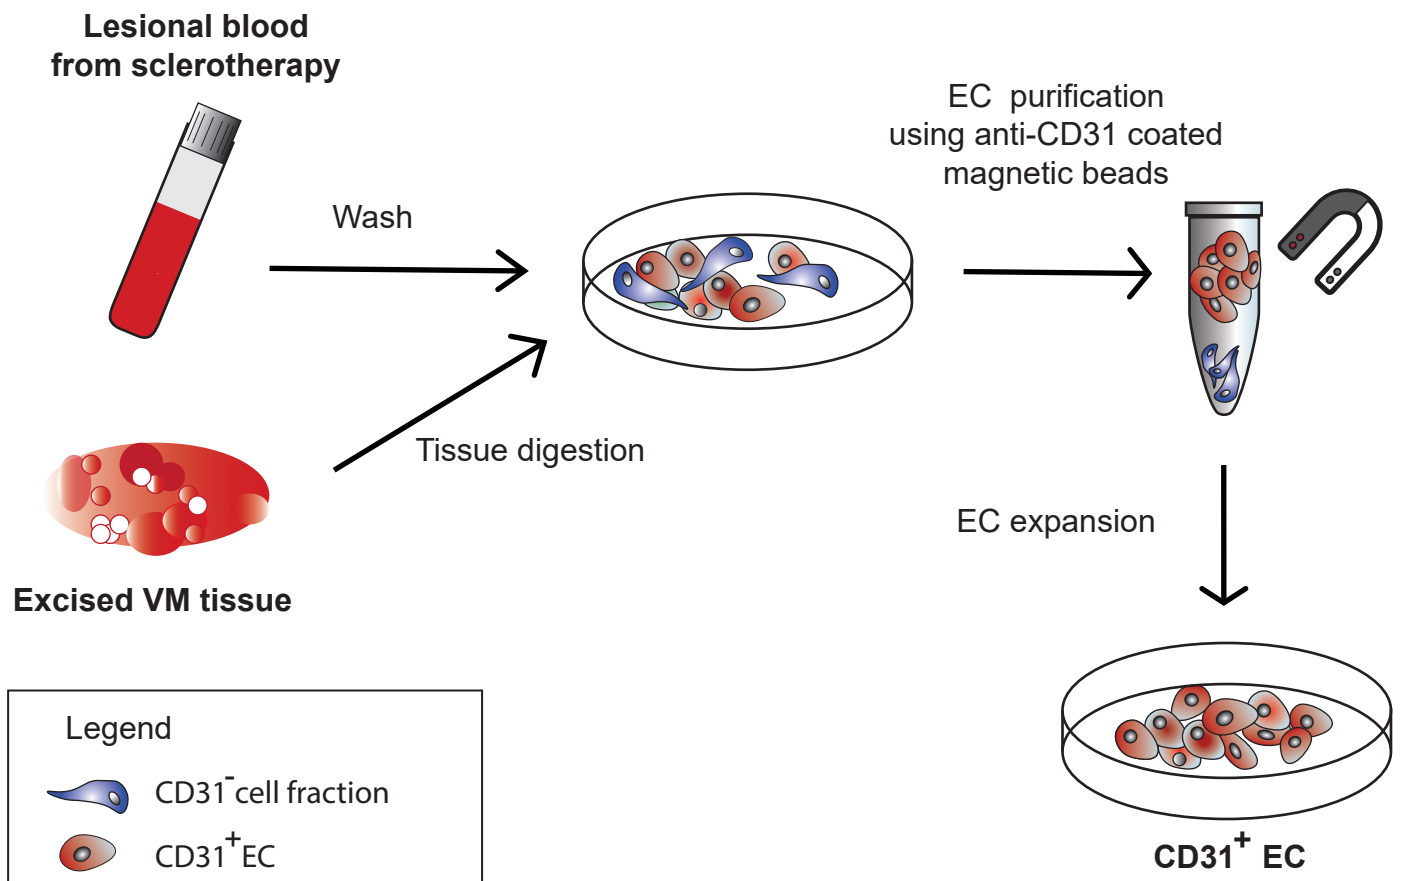 Lesional blood
from sclerotherapy
Wash
EC purification
using anti-CD31 coated
magnetic beads
Tissue digestion
Excised VM tissue
EC expansion
Legend
CD31⁻cell fraction
CD31⁺EC
CD31⁺ EC